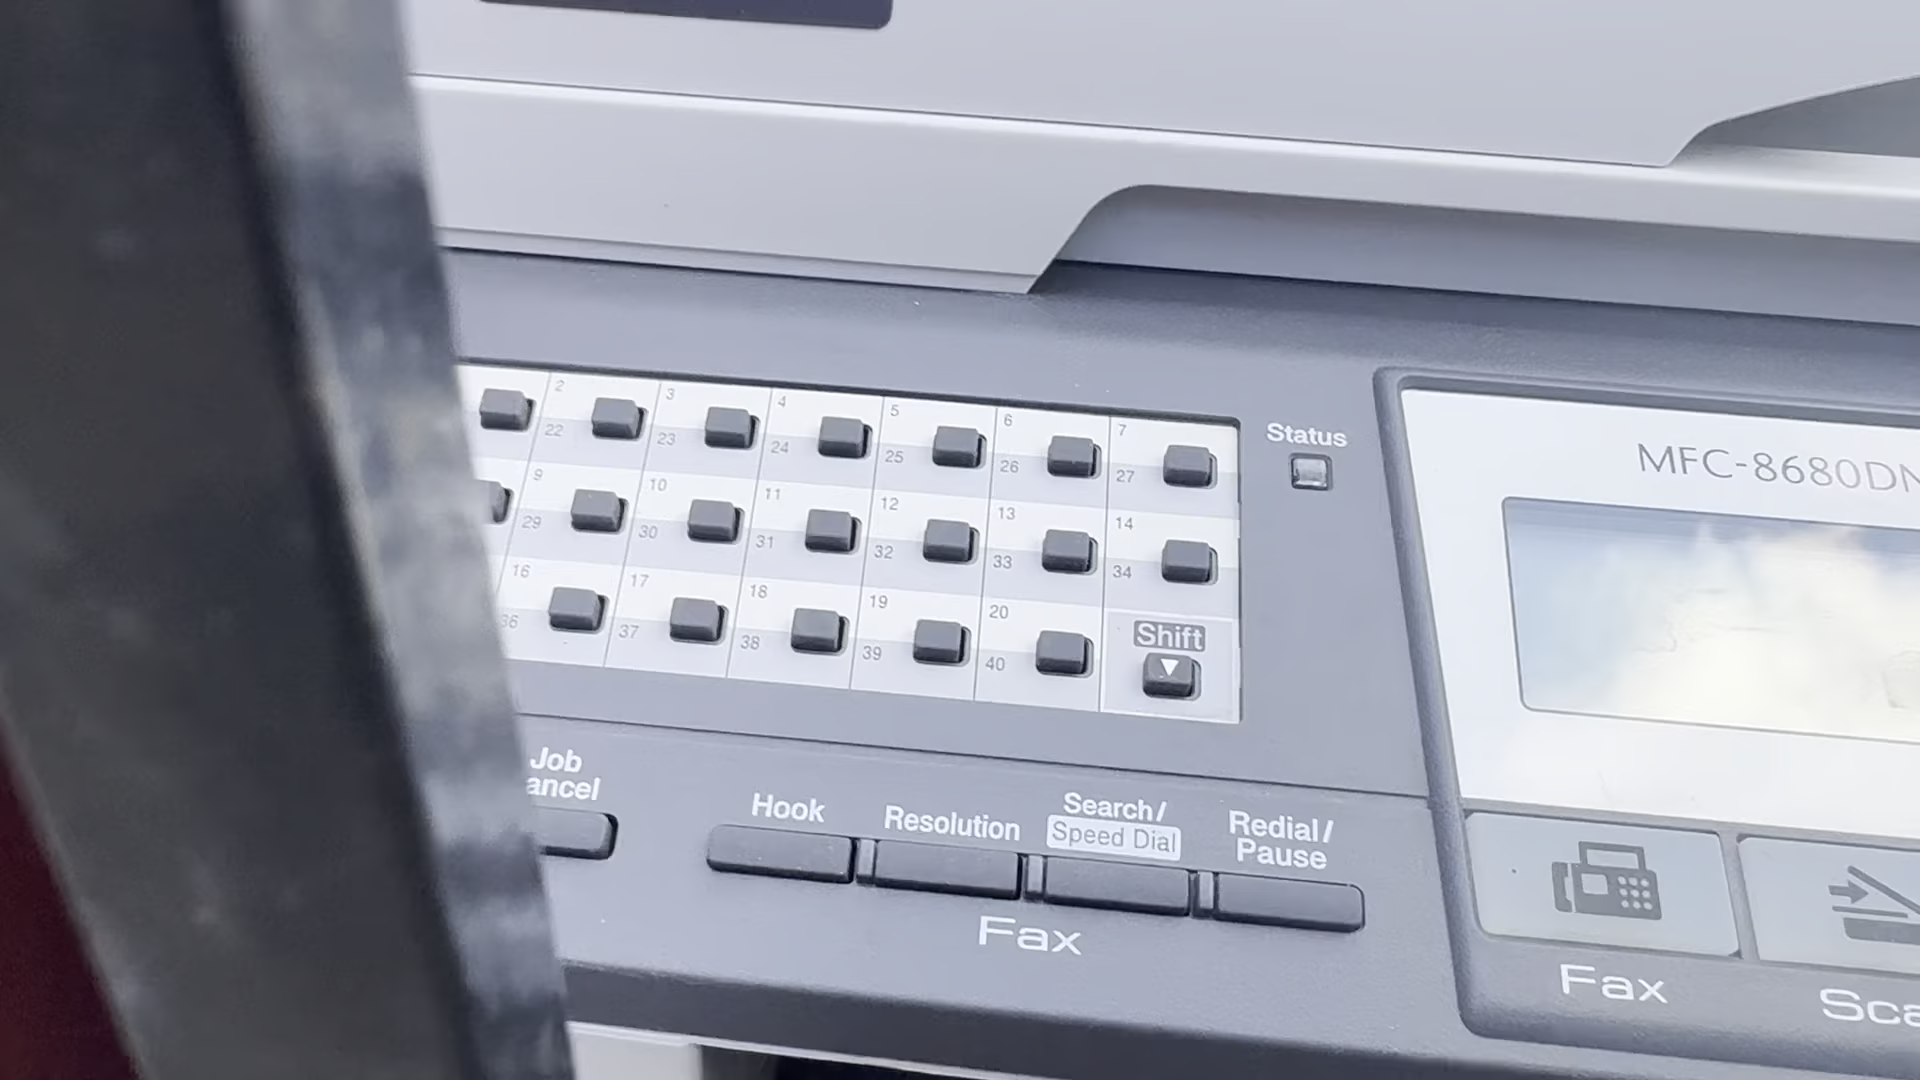 2 3 4 5 6 7
22 23 24 25 26 27
9 10 11 12 13 14
29 30 31 32 33 34
16 17 18 19 20
36 37 38 39 40
Shift
Status
MFC-8680DN
Job
ancel
Hook
Resolution
Search/
Speed Dial
Redial/
Pause
Fax
Fax
Sca